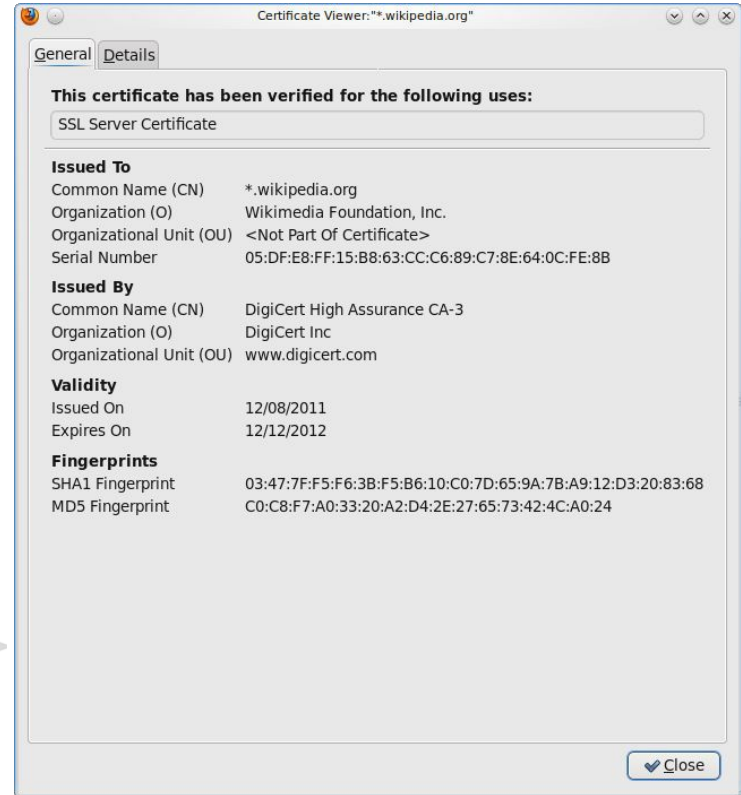 Certificate Viewer:"*.wikipedia.org"
General Details
This certificate has been verified for the following uses:
SSL Server Certificate
Issued To
Common Name (CN) *.wikipedia.org
Organization (O) Wikimedia Foundation, Inc.
Organizational Unit (OU) <Not Part Of Certificate>
Serial Number 05:DF:E8:FF:15:B8:63:CC:C6:89:C7:8E:64:0C:FE:8B
Issued By
Common Name (CN) DigiCert High Assurance CA-3
Organization (O) DigiCert Inc
Organizational Unit (OU) www.digicert.com
Validity
Issued On 12/08/2011
Expires On 12/12/2012
Fingerprints
SHA1 Fingerprint 03:47:7F:F5:F6:3B:F5:B6:10:C0:7D:65:9A:7B:A9:12:D3:20:83:68
MD5 Fingerprint C0:C8:F7:A0:33:20:A2:D4:2E:27:65:73:42:4C:A0:24
Close